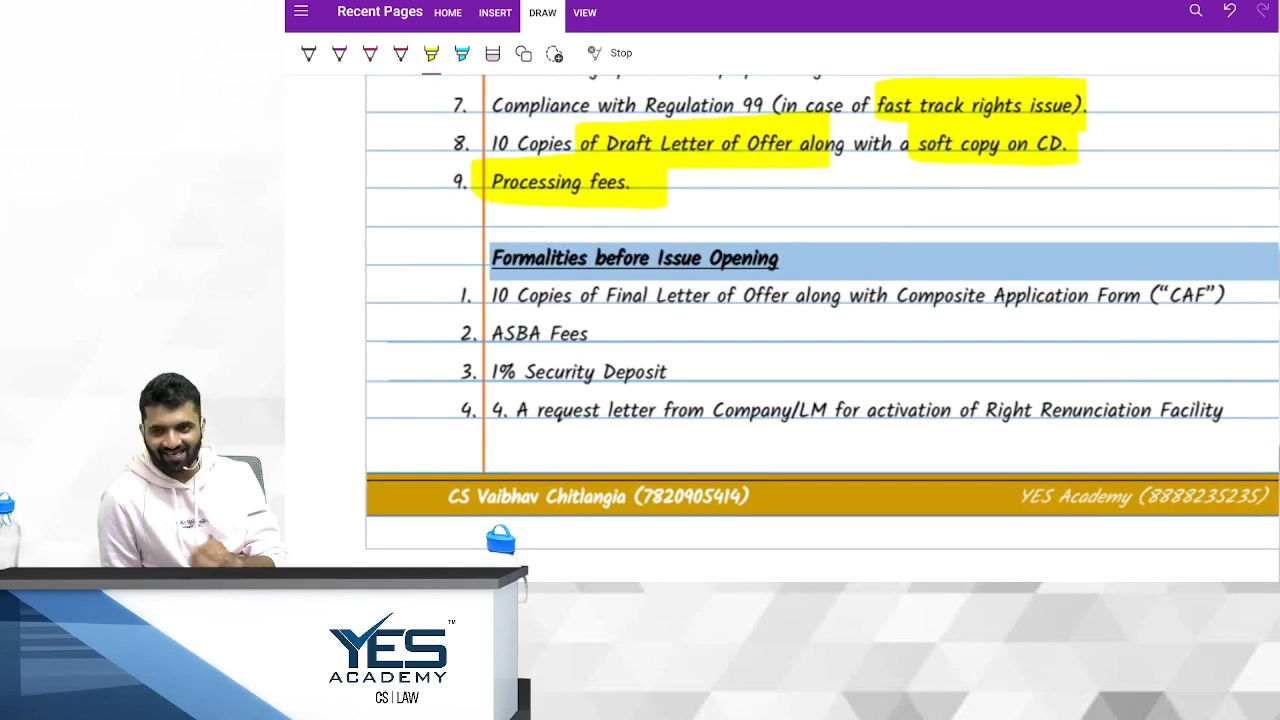 Recent Pages HOME INSERT DRAW VIEW
Stop
7. Compliance with Regulation 99 (in case of fast track rights issue).
8. 10 Copies of Draft Letter of Offer along with a soft copy on CD.
9. Processing fees.
Formalities before Issue Opening
1. 10 Copies of Final Letter of Offer along with Composite Application Form (“CAF”)
2. ASBA Fees
3. 1% Security Deposit
4. 4. A request letter from Company/LM for activation of Right Renunciation Facility
CS Vaibhav Chitlangia (7820905414) YES Academy (8888235235)
YES™
ACADEMY
CS | LAW